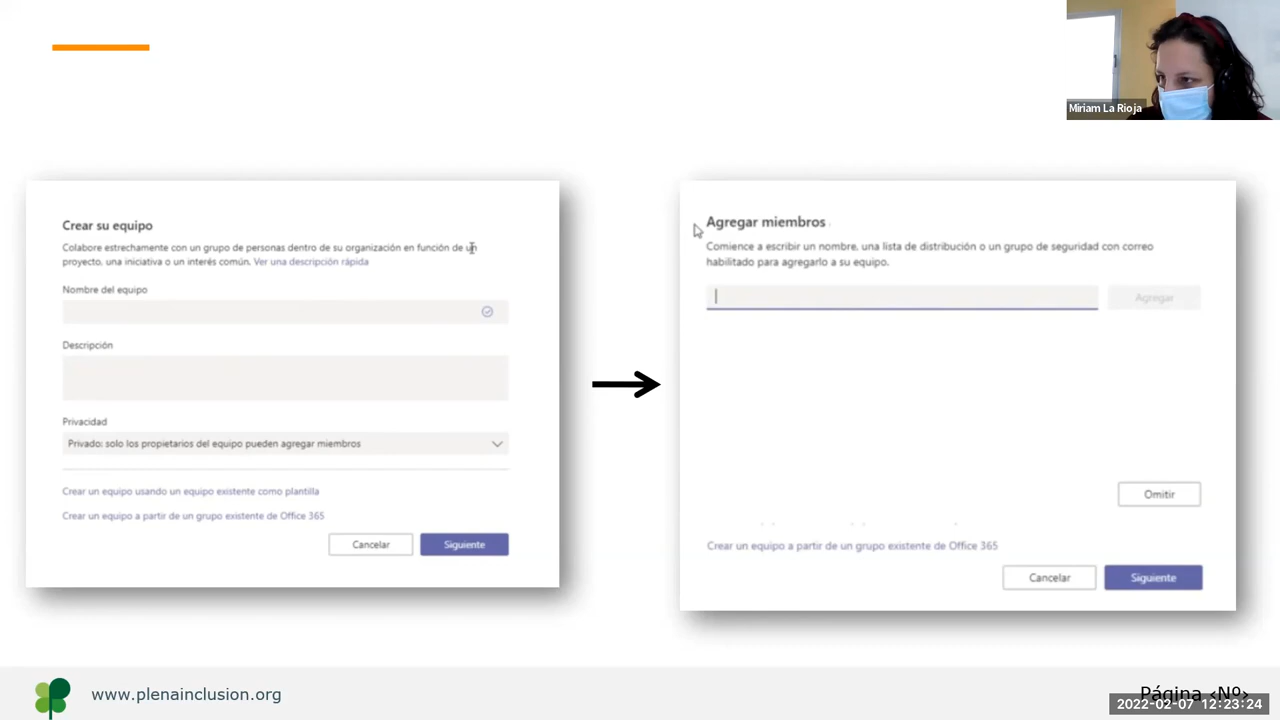 Miriam La Rioja
Crear su equipo
Colabore estrechamente con un grupo de personas dentro de su organización en función de un
proyecto, una iniciativa o un interés común. Ver una descripción rápida
Nombre del equipo
Descripción
Privacidad
Privado: solo los propietarios del equipo pueden agregar miembros
Crear un equipo usando un equipo existente como plantilla
Crear un equipo a partir de un grupo existente de Office 365
Cancelar
Siguiente
Agregar miembros
Comience a escribir un nombre, una lista de distribución o un grupo de seguridad con correo
habilitado para agregarlo a su equipo.
Agregar
Omitir
Crear un equipo a partir de un grupo existente de Office 365
Cancelar
Siguiente
www.plenainclusion.org
Página ‹Nº›
2022-02-07 12:23:24